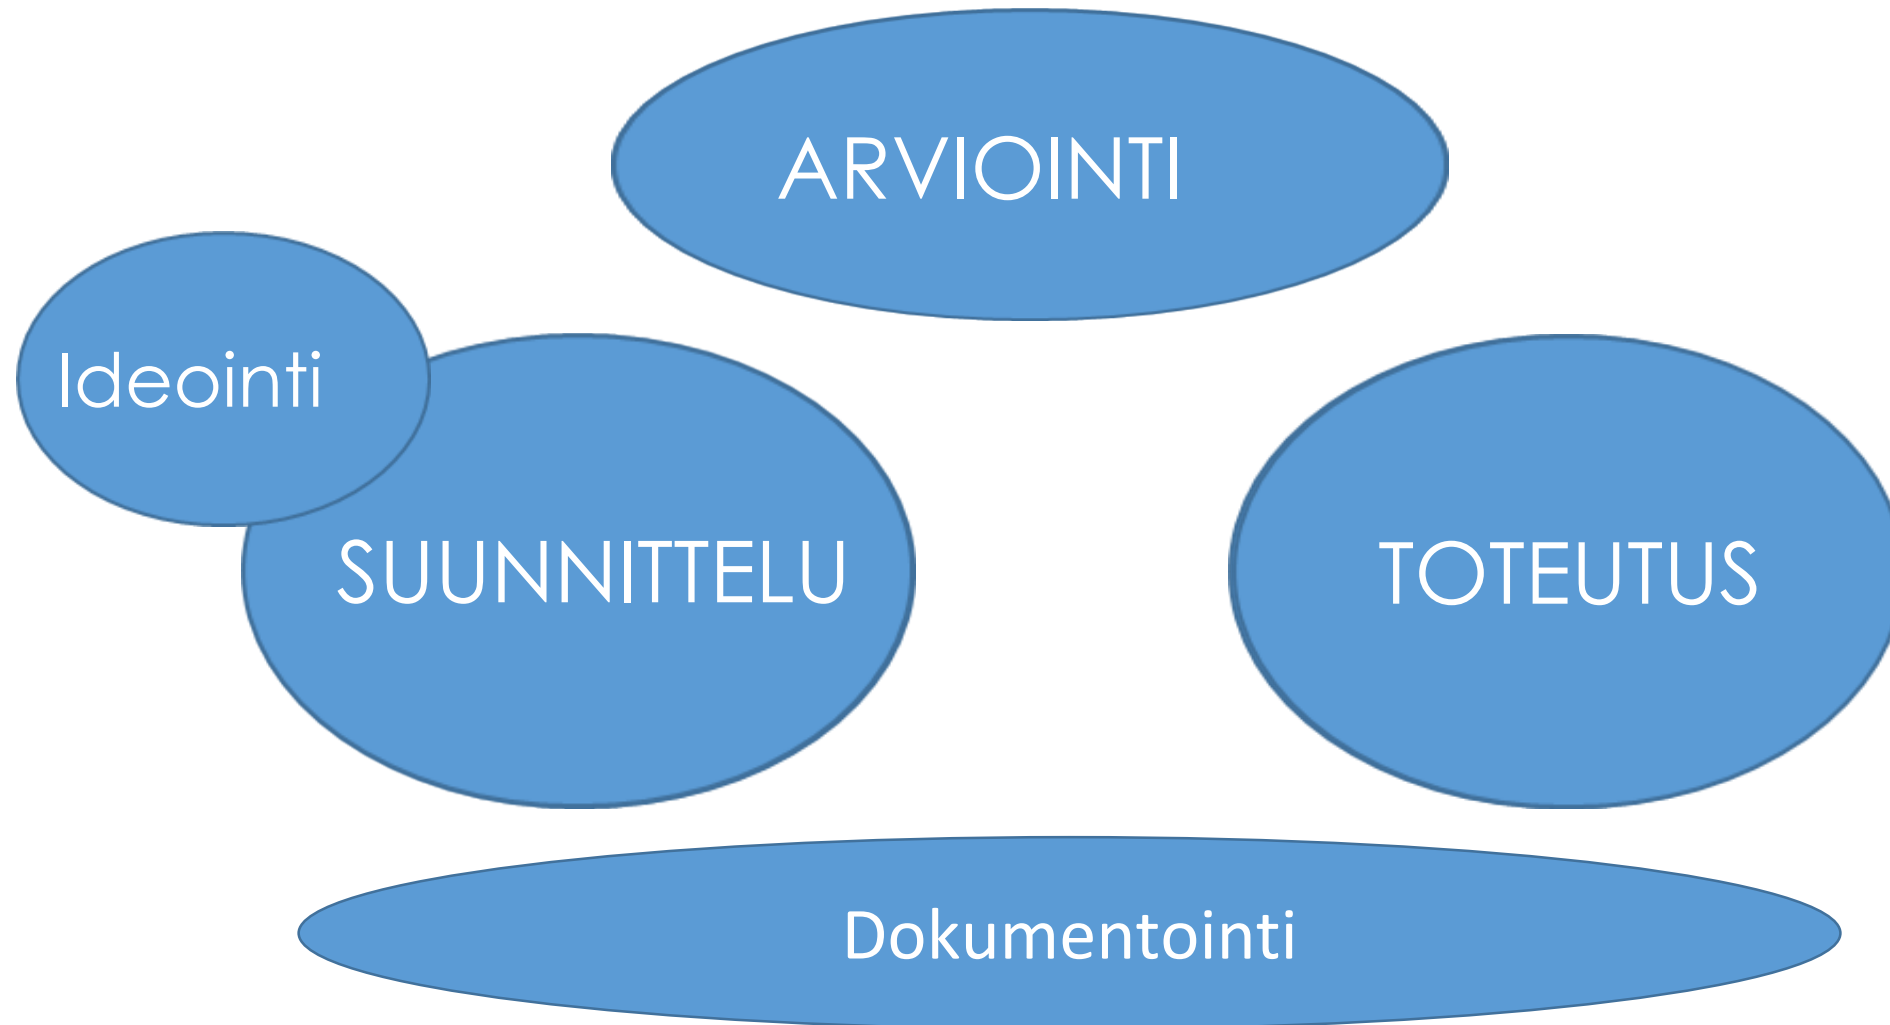 ARVIOINTI
Ideointi
SUUNNITTELU
TOTEUTUS
Dokumentointi